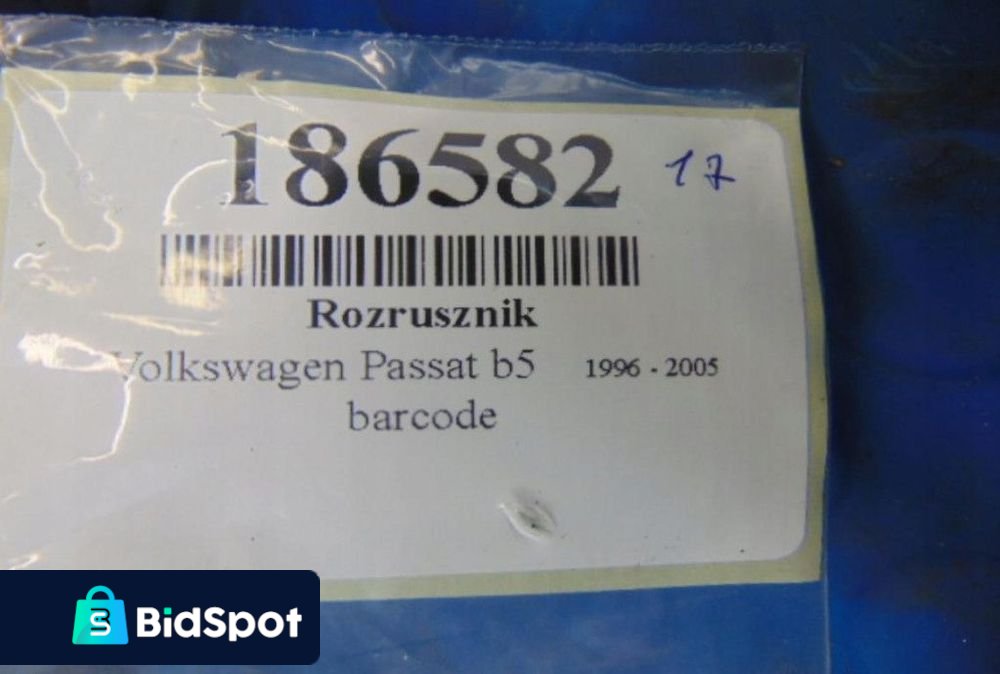 186582 17
Rozrusznik
Volkswagen Passat b5 1996 - 2005
barcode
BidSpot